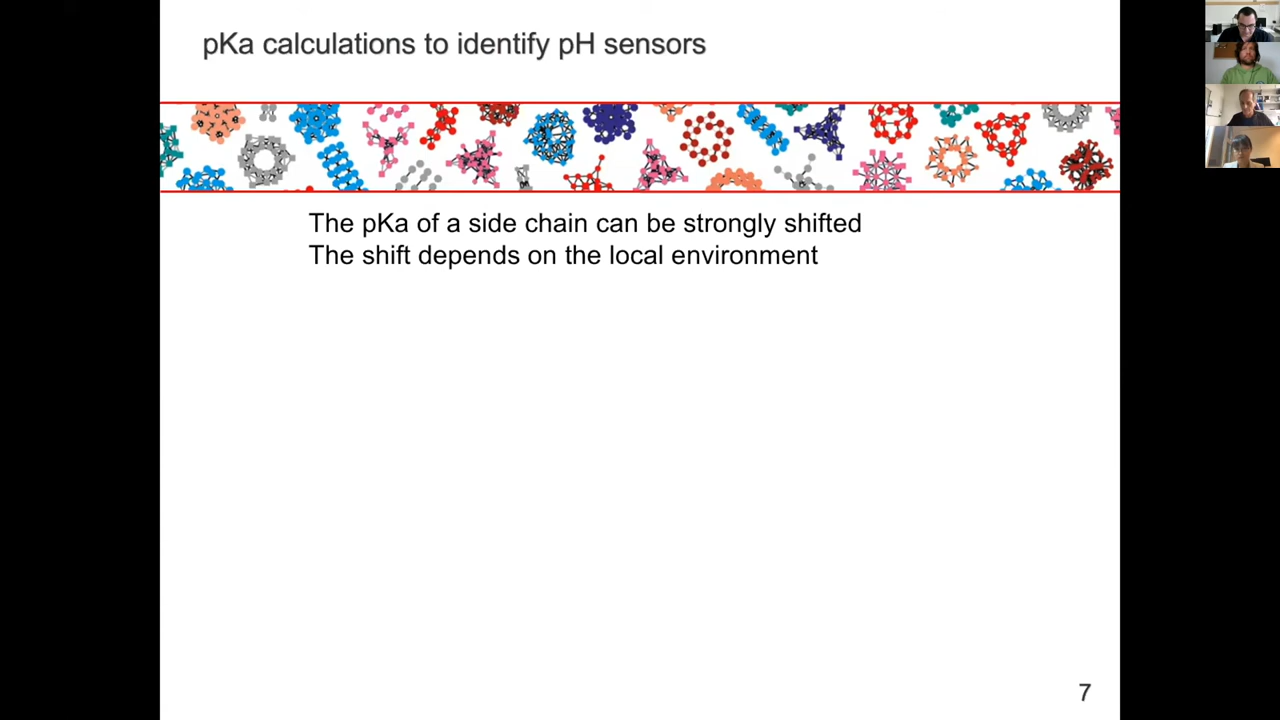 pKa calculations to identify pH sensors
The pKa of a side chain can be strongly shifted
The shift depends on the local environment
7